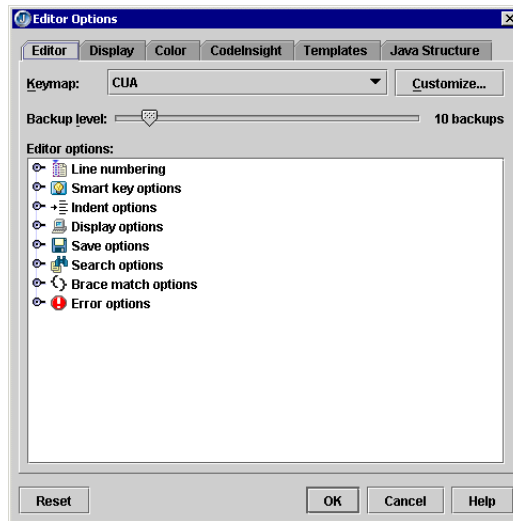 Editor Options
Editor Display Color CodeInsight Templates Java Structure
Keymap: CUA Customize...
Backup level: 10 backups
Editor options:
Line numbering
Smart key options
Indent options
Display options
Save options
Search options
Brace match options
Error options
Reset OK Cancel Help